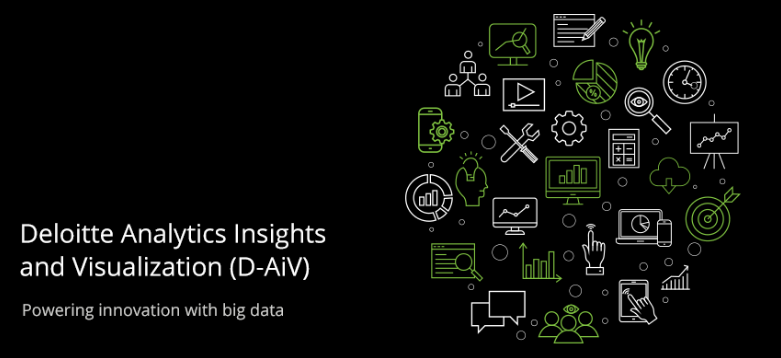 Deloitte Analytics Insights
and Visualization (D-AiV)
Powering innovation with big data